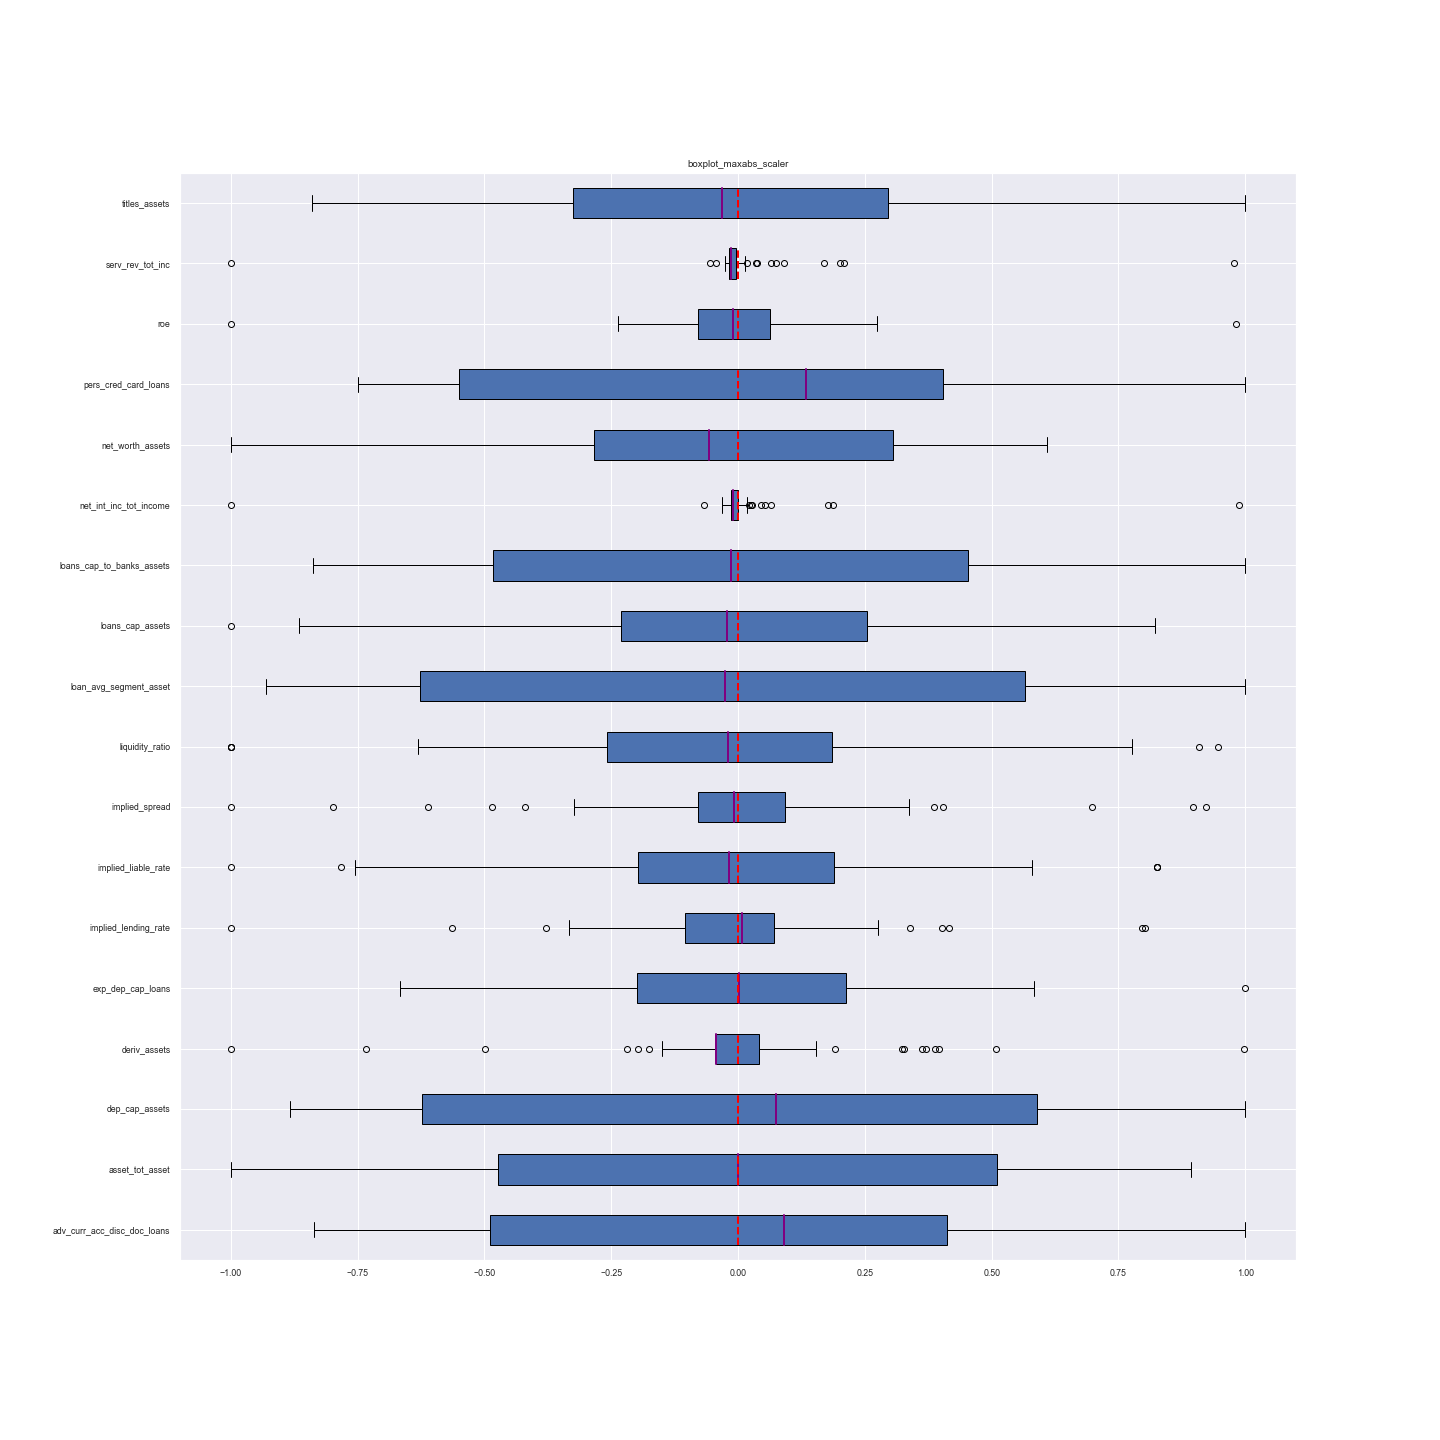 boxplot_maxabs_scaler
titles_assets
serv_rev_tot_inc
roe
pers_cred_card_loans
net_worth_assets
net_int_inc_tot_income
loans_cap_to_banks_assets
loans_cap_assets
loan_avg_segment_asset
liquidity_ratio
implied_spread
implied_liable_rate
implied_lending_rate
exp_dep_cap_loans
deriv_assets
dep_cap_assets
asset_tot_asset
adv_curr_acc_disc_doc_loans
−1.00 −0.75 −0.50 −0.25 0.00 0.25 0.50 0.75 1.00